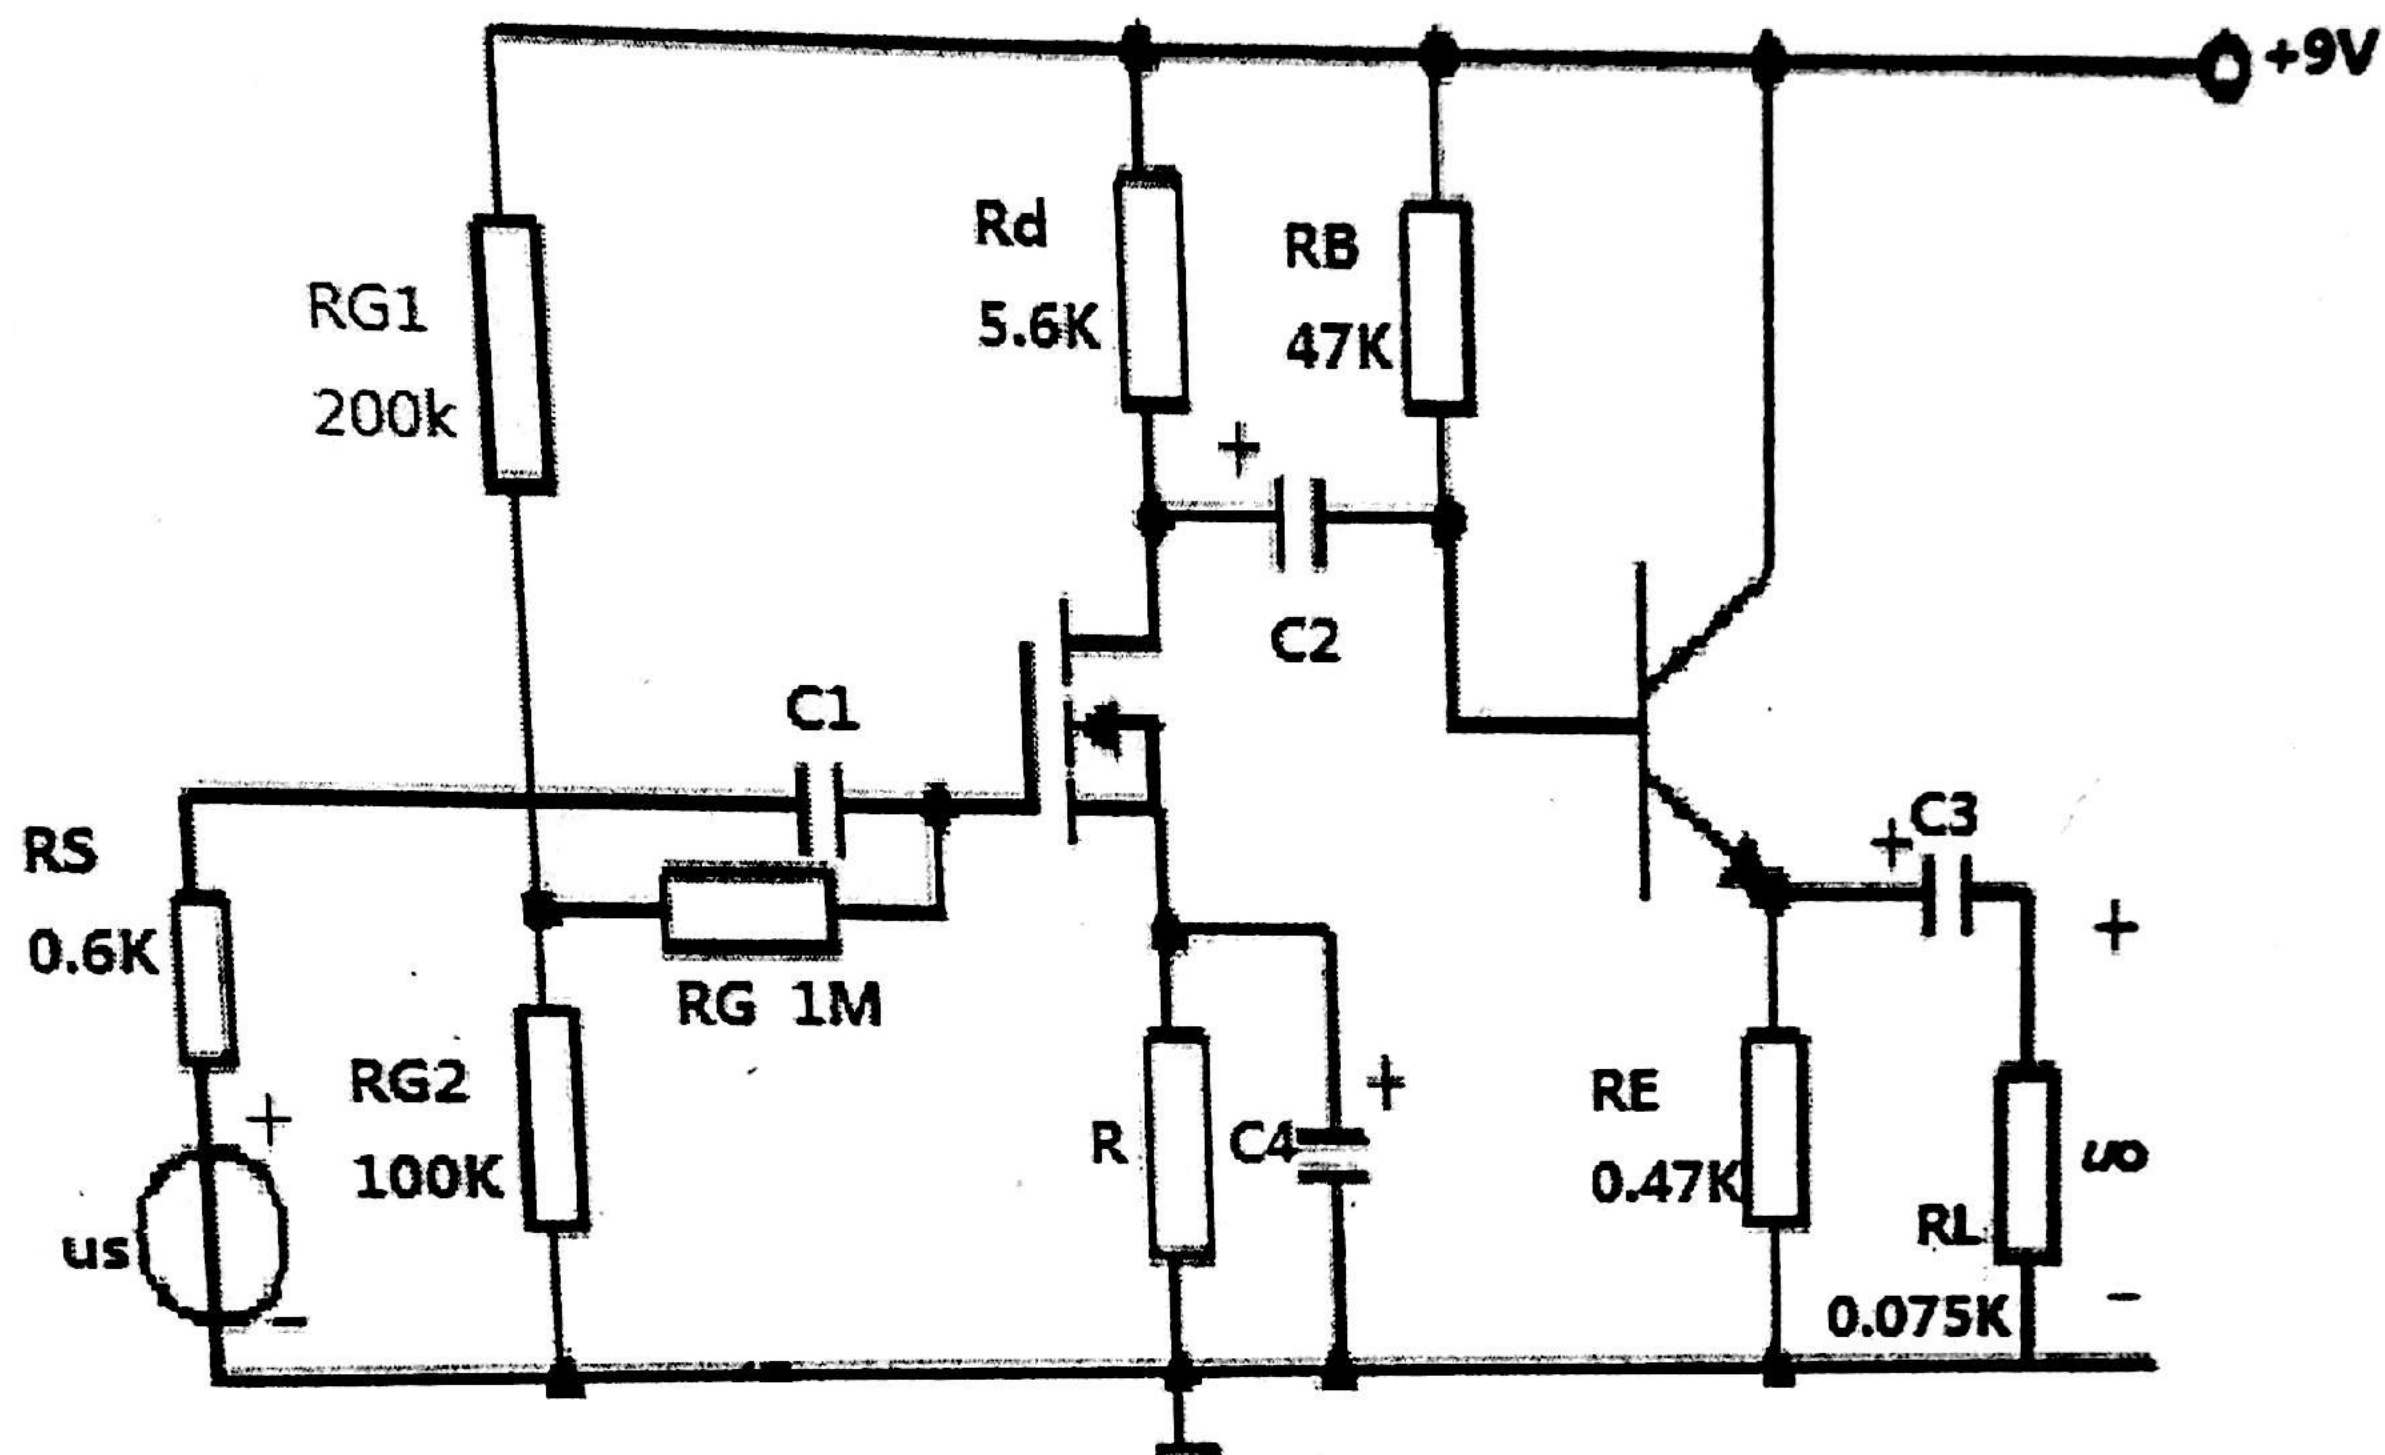 +9V
Rd
5.6K
RB
47K
RG1
200k
+
C2
C1
RS
0.6K
+
C3
+
RG 1M
RG2
100K
+
us
-
R
C4
+
RE
0.47K
uo
RL
0.075K
-